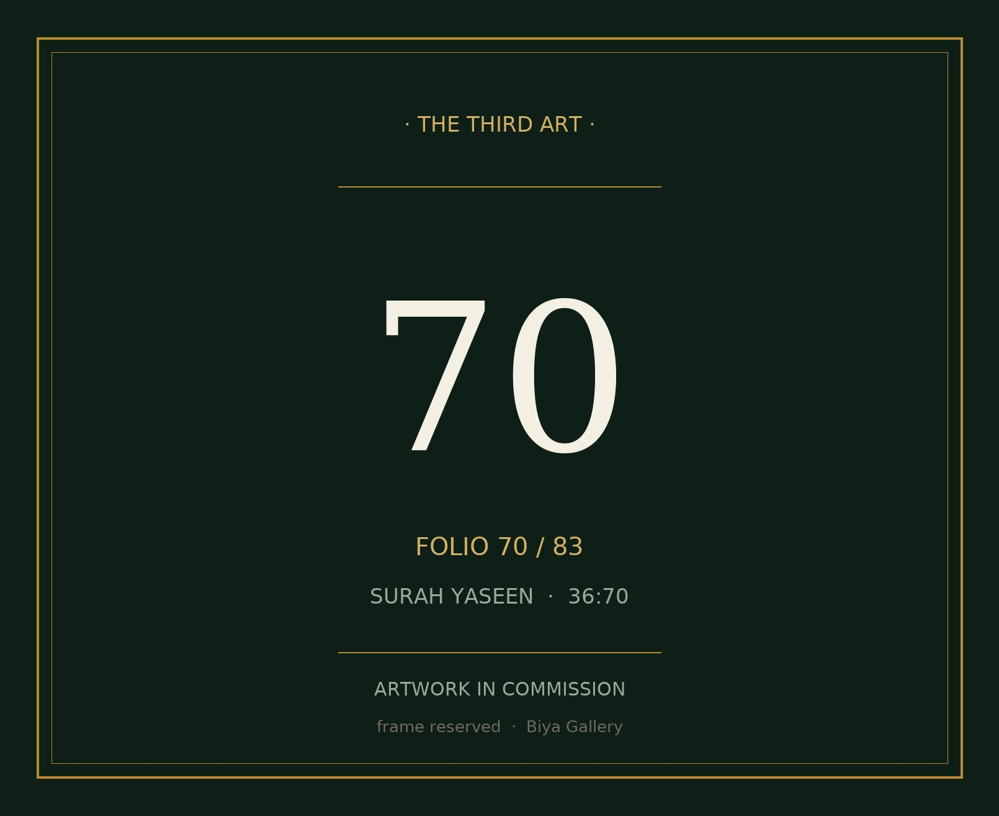 · THE THIRD ART ·
70
FOLIO 70 / 83
SURAH YASEEN · 36:70
ARTWORK IN COMMISSION
frame reserved · Biya Gallery